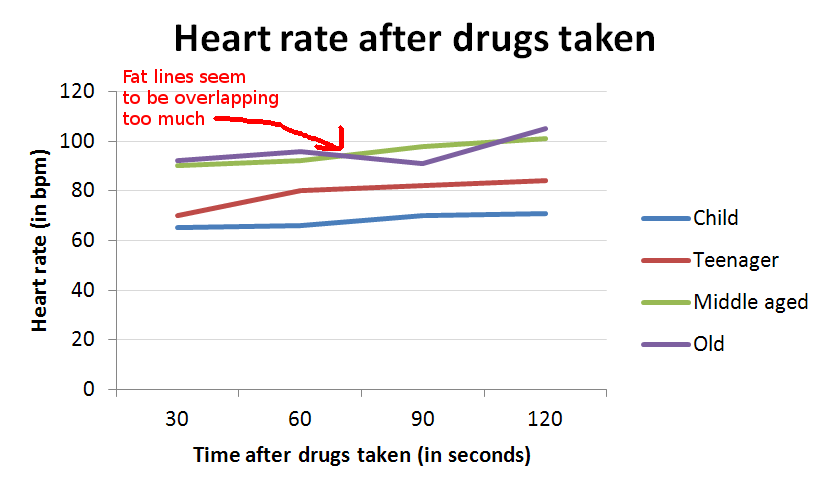 Heart rate after drugs taken
Fat lines seem
to be overlapping
too much
120
100
80
60
40
20
0
Heart rate (in bpm)
30 60 90 120
Time after drugs taken (in seconds)
Child
Teenager
Middle aged
Old